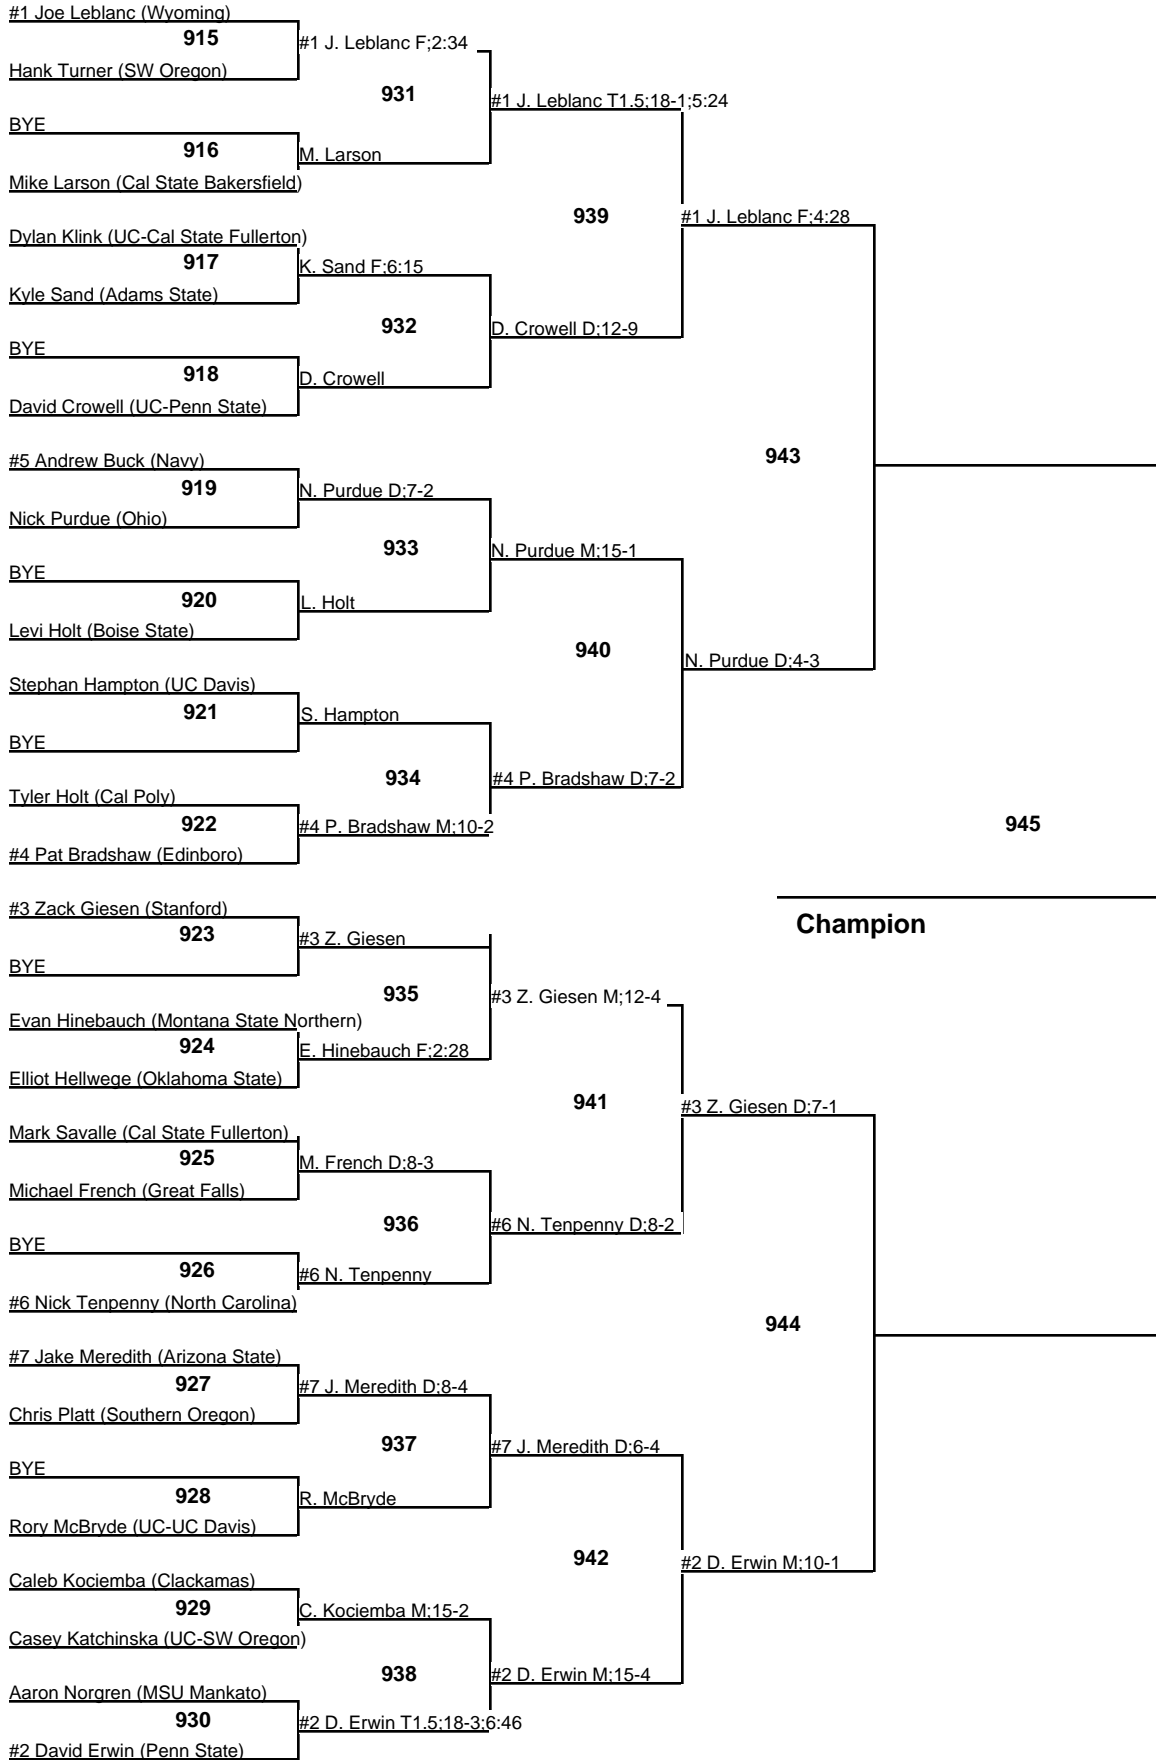 #1 Joe Leblanc (Wyoming)
915
#1 J. Leblanc F;2:34
Hank Turner (SW Oregon)
931
#1 J. Leblanc T1.5;18-1;5:24
BYE
916
M. Larson
Mike Larson (Cal State Bakersfield)
939
#1 J. Leblanc F;4:28
Dylan Klink (UC-Cal State Fullerton)
917
K. Sand F;6:15
Kyle Sand (Adams State)
932
D. Crowell D;12-9
BYE
918
D. Crowell
David Crowell (UC-Penn State)
943
#5 Andrew Buck (Navy)
919
N. Purdue D;7-2
Nick Purdue (Ohio)
933
N. Purdue M;15-1
BYE
920
L. Holt
Levi Holt (Boise State)
940
N. Purdue D;4-3
Stephan Hampton (UC Davis)
921
S. Hampton
BYE
934
#4 P. Bradshaw D;7-2
Tyler Holt (Cal Poly)
922
#4 P. Bradshaw M;10-2
945
#4 Pat Bradshaw (Edinboro)
#3 Zack Giesen (Stanford)
Champion
923
#3 Z. Giesen
BYE
935
#3 Z. Giesen M;12-4
Evan Hinebauch (Montana State Northern)
924
E. Hinebauch F;2:28
Elliot Hellwege (Oklahoma State)
941
#3 Z. Giesen D;7-1
Mark Savalle (Cal State Fullerton)
925
M. French D;8-3
Michael French (Great Falls)
936
#6 N. Tenpenny D;8-2
BYE
926
#6 N. Tenpenny
#6 Nick Tenpenny (North Carolina)
944
#7 Jake Meredith (Arizona State)
927
#7 J. Meredith D;8-4
Chris Platt (Southern Oregon)
937
#7 J. Meredith D;6-4
BYE
928
R. McBryde
Rory McBryde (UC-UC Davis)
942
#2 D. Erwin M;10-1
Caleb Kociemba (Clackamas)
929
C. Kociemba M;15-2
Casey Katchinska (UC-SW Oregon)
938
#2 D. Erwin M;15-4
Aaron Norgren (MSU Mankato)
930
#2 D. Erwin T1.5;18-3;6:46
#2 David Erwin (Penn State)